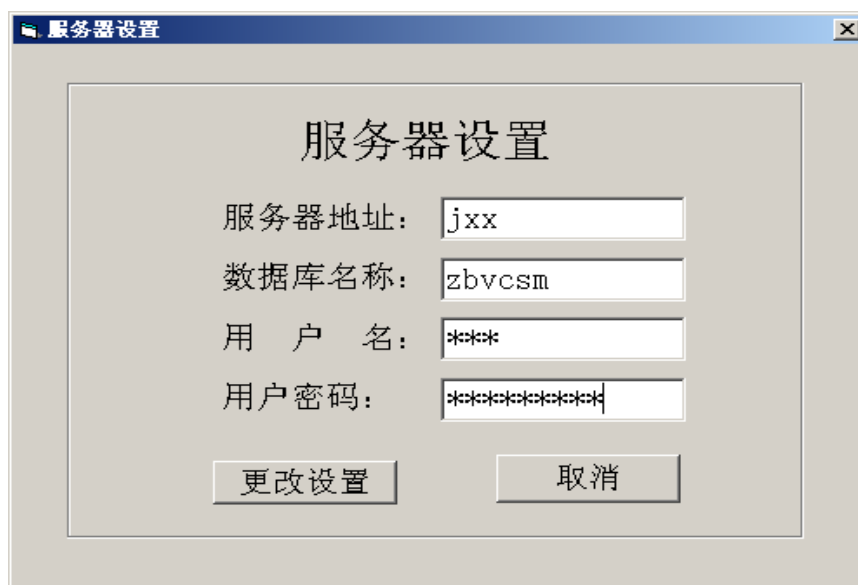 服务器设置
服务器设置
服务器地址： jxx
数据库名称： zbvcsm
用 户 名： ***
用户密码： *********
更改设置 取消